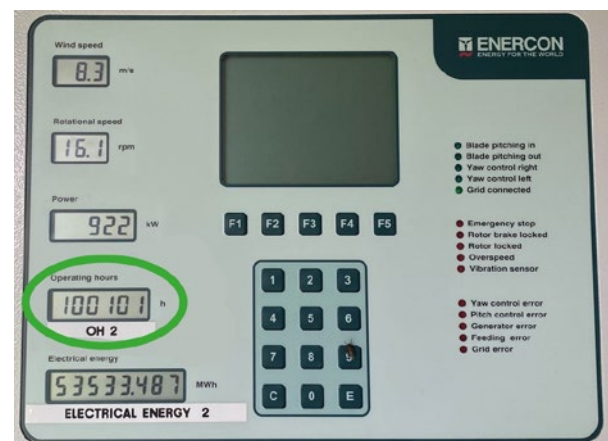 Wind speed
8.3 m/s
Rotational speed
16.1 rpm
Power
922 kW
Operating hours
100101 h
OH 2
Electrical energy
53533.487 MWh
ELECTRICAL ENERGY 2
F1 F2 F3 F4 F5
1 2 3
4 5 6
7 8 9
C 0 E
ENERCON
ENERGY FOR THE WORLD
Blade pitching in
Blade pitching out
Yaw control right
Yaw control left
Grid connected
Emergency stop
Rotor brake locked
Rotor locked
Overspeed
Vibration sensor
Yaw control error
Pitch control error
Generator error
Feeding error
Grid error